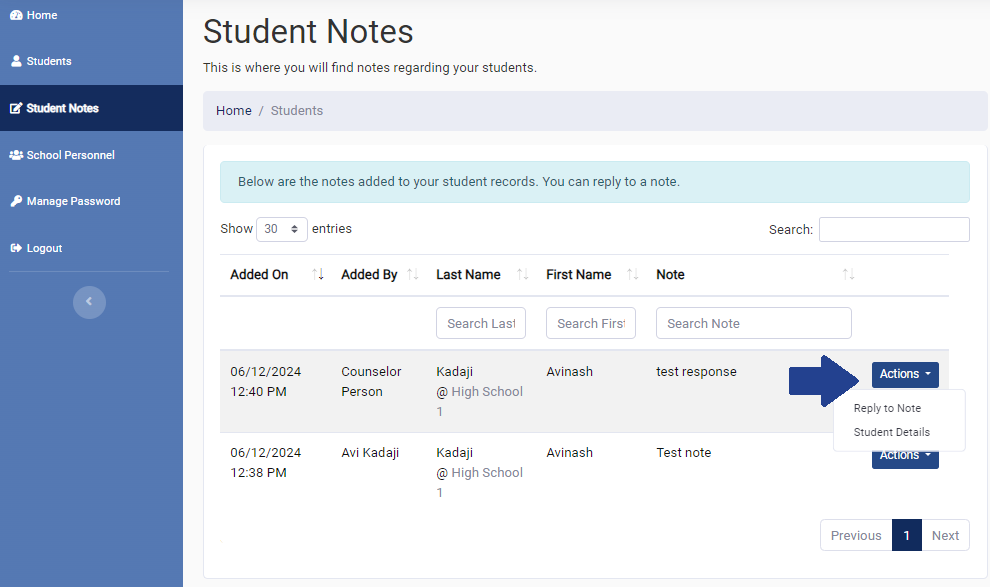 Home
Students
Student Notes
School Personnel
Manage Password
Logout
Student Notes
This is where you will find notes regarding your students.
Home / Students
Below are the notes added to your student records. You can reply to a note.
Show 30 entries
Search:
Added On Added By Last Name First Name Note
Search Last Search First Search Note
06/12/2024 Counselor Kadaji Avinash test response Actions
12:40 PM Person @ High School
1
Reply to Note
Student Details
06/12/2024 Avi Kadaji Kadaji Avinash Test note Actions
12:38 PM @ High School
1
Previous 1 Next